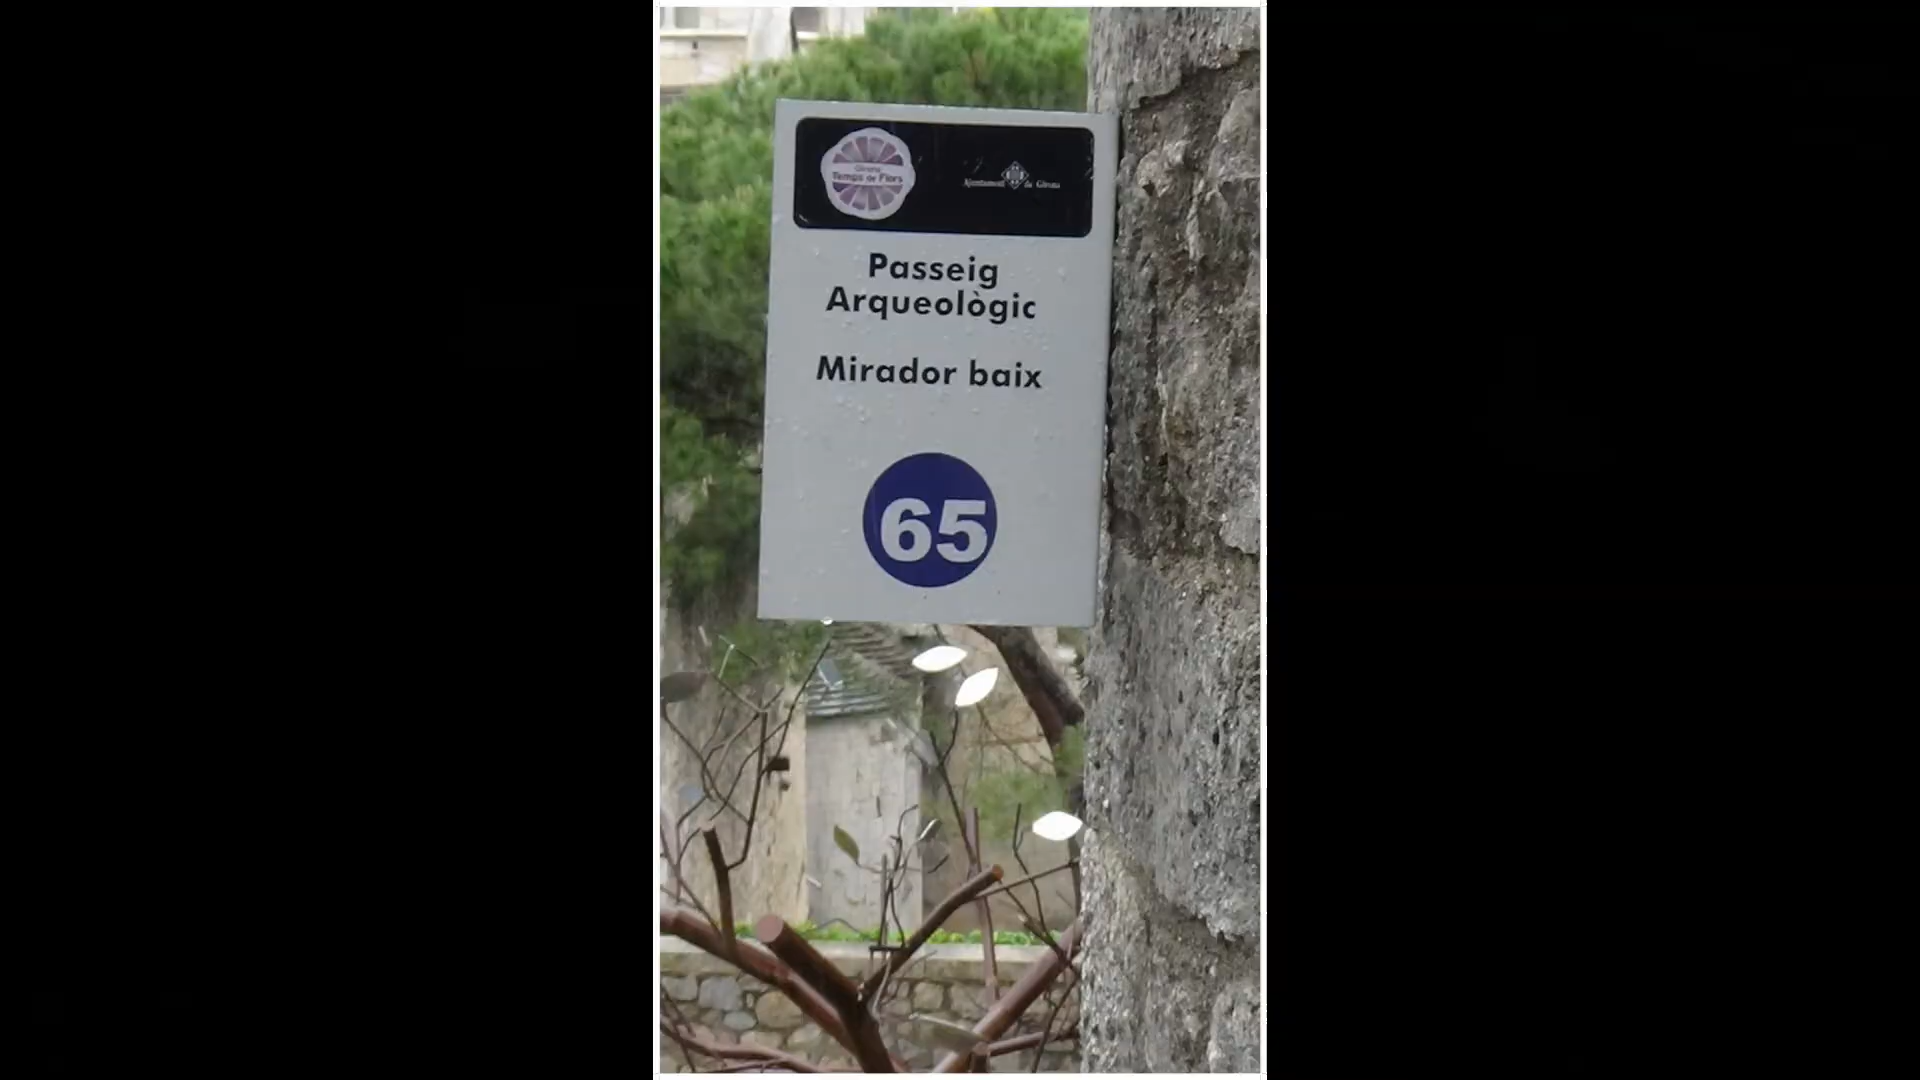 Girona
Temps de Flors
Ajuntament de Girona
Passeig
Arqueològic
Mirador baix
65